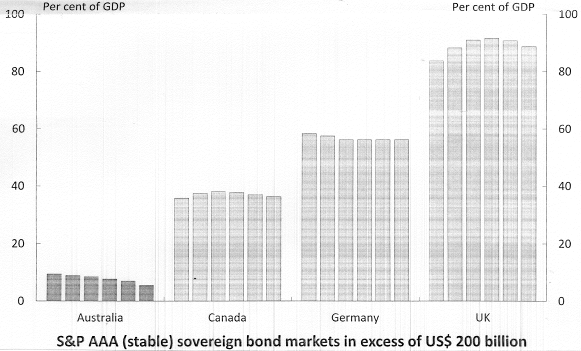 Per cent of GDP Per cent of GDP
100 100
80 80
60 60
40 40
20 20
0 0
Australia Canada Germany UK
S&P AAA (stable) sovereign bond markets in excess of US$ 200 billion